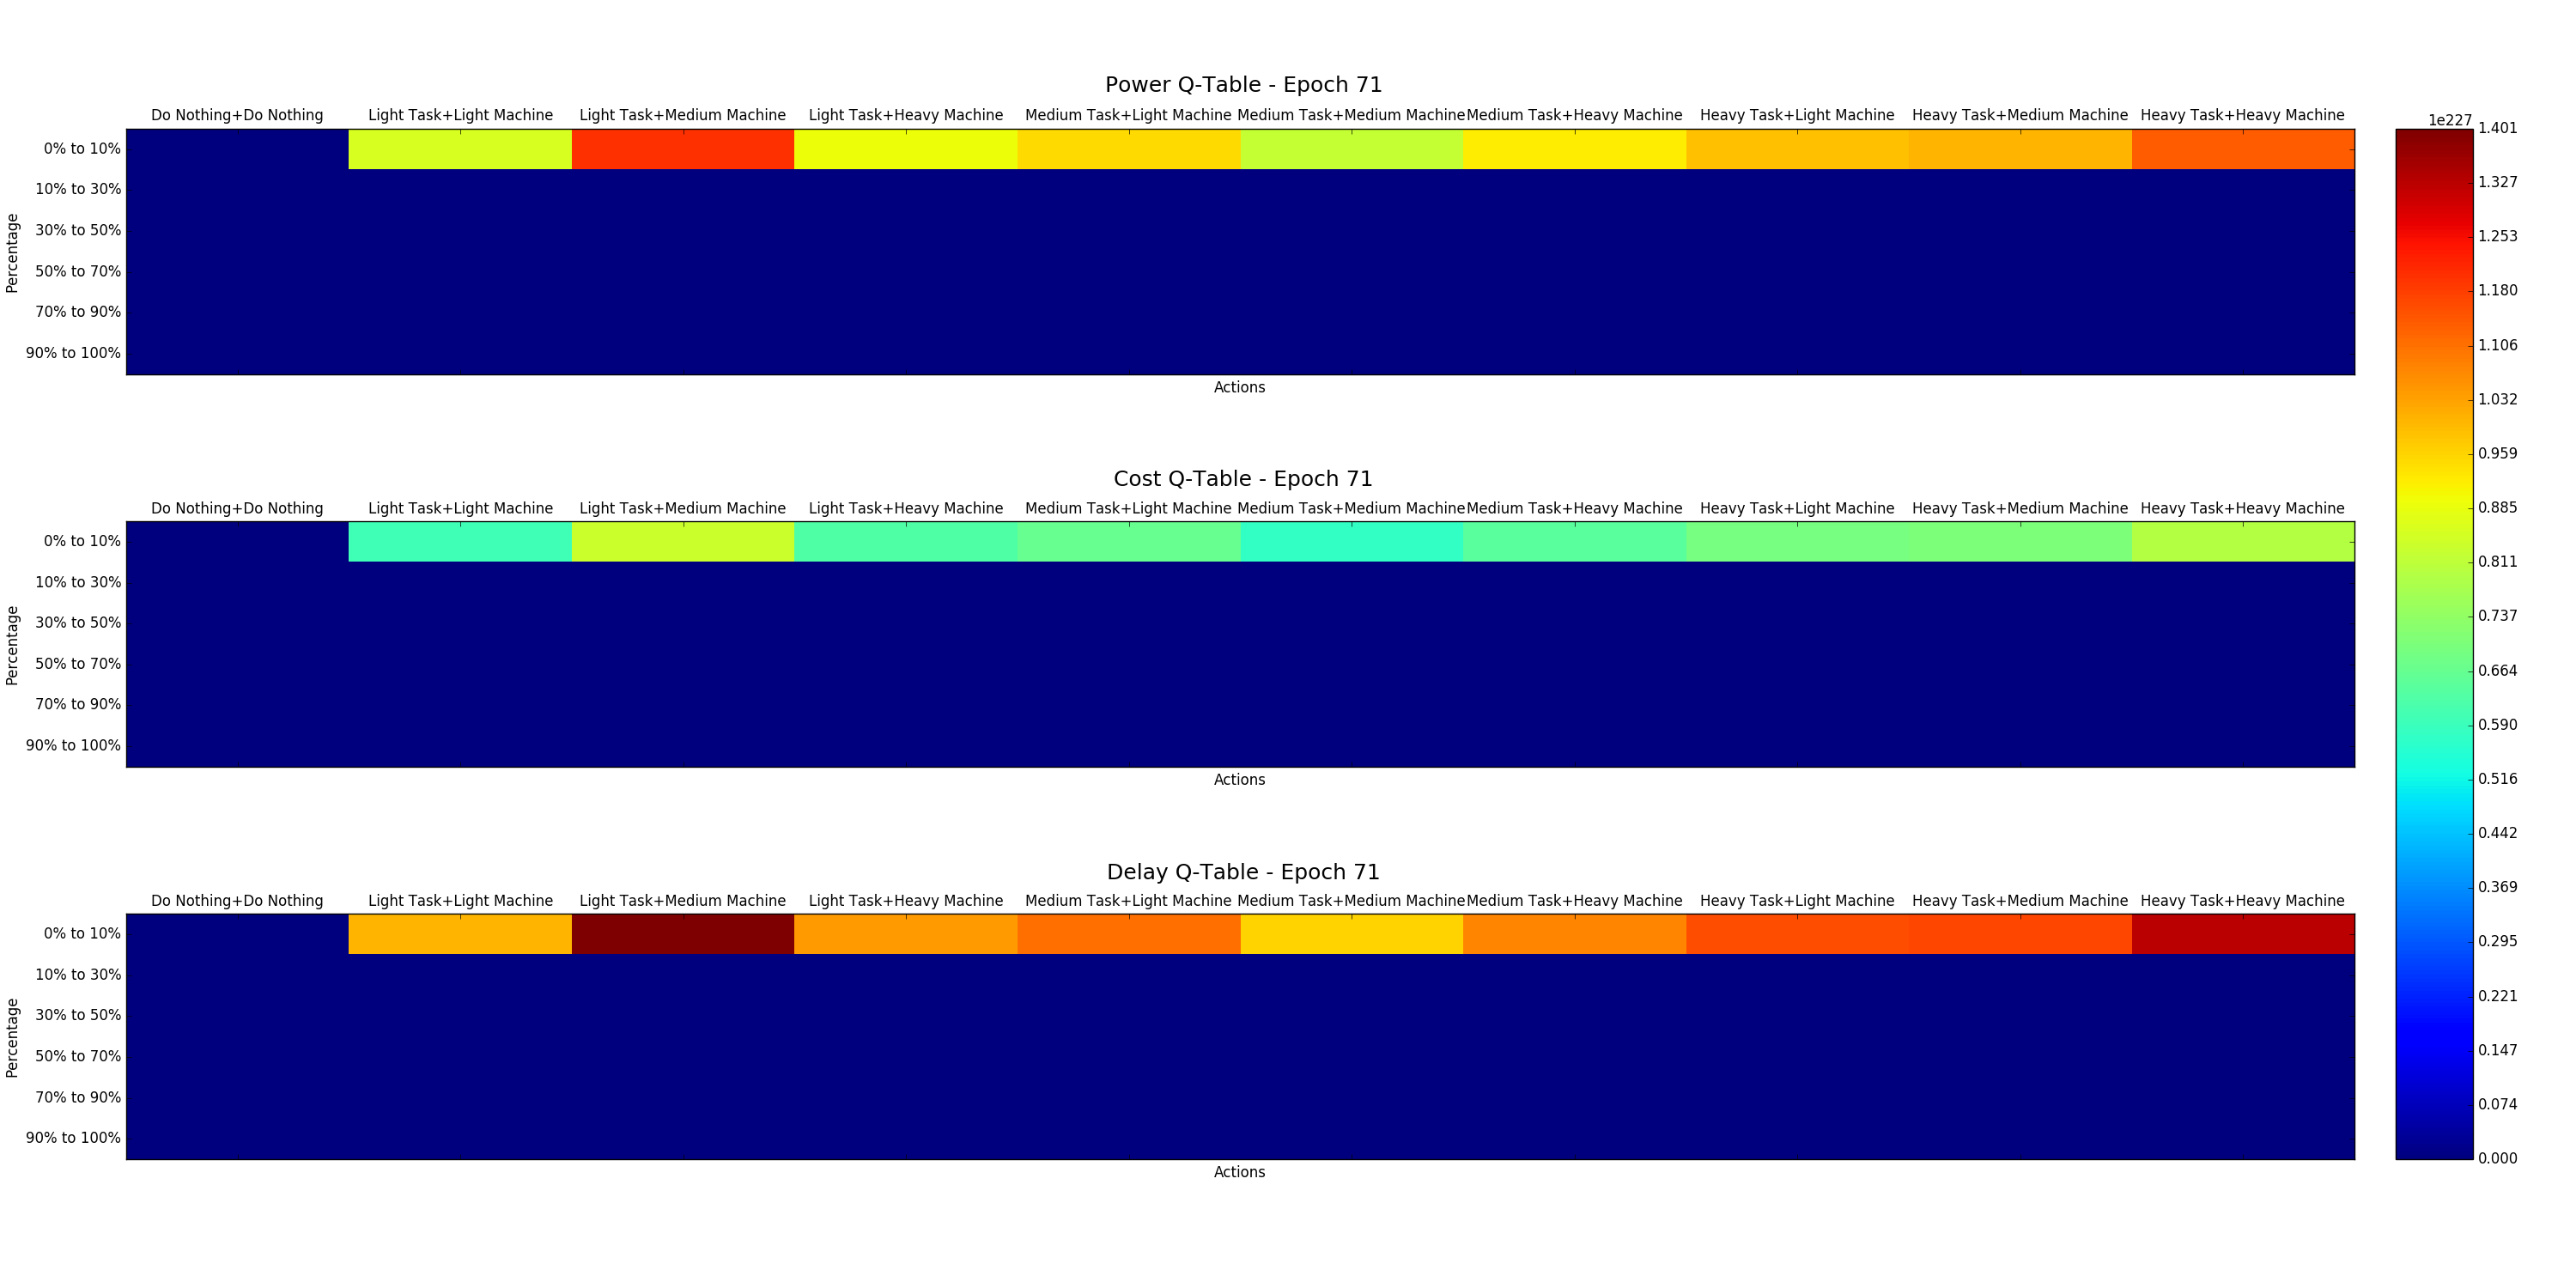 Power Q-Table - Epoch 71
Do Nothing+Do Nothing Light Task+Light Machine Light Task+Medium Machine Light Task+Heavy Machine Medium Task+Light Machine Medium Task+Medium Machine Medium Task+Heavy Machine Heavy Task+Light Machine Heavy Task+Medium Machine Heavy Task+Heavy Machine
Percentage
0% to 10%
10% to 30%
30% to 50%
50% to 70%
70% to 90%
90% to 100%
Actions
Cost Q-Table - Epoch 71
Do Nothing+Do Nothing Light Task+Light Machine Light Task+Medium Machine Light Task+Heavy Machine Medium Task+Light Machine Medium Task+Medium Machine Medium Task+Heavy Machine Heavy Task+Light Machine Heavy Task+Medium Machine Heavy Task+Heavy Machine
Percentage
0% to 10%
10% to 30%
30% to 50%
50% to 70%
70% to 90%
90% to 100%
Actions
Delay Q-Table - Epoch 71
Do Nothing+Do Nothing Light Task+Light Machine Light Task+Medium Machine Light Task+Heavy Machine Medium Task+Light Machine Medium Task+Medium Machine Medium Task+Heavy Machine Heavy Task+Light Machine Heavy Task+Medium Machine Heavy Task+Heavy Machine
Percentage
0% to 10%
10% to 30%
30% to 50%
50% to 70%
70% to 90%
90% to 100%
Actions
1e227
1.401
1.327
1.253
1.180
1.106
1.032
0.959
0.885
0.811
0.737
0.664
0.590
0.516
0.442
0.369
0.295
0.221
0.147
0.074
0.000